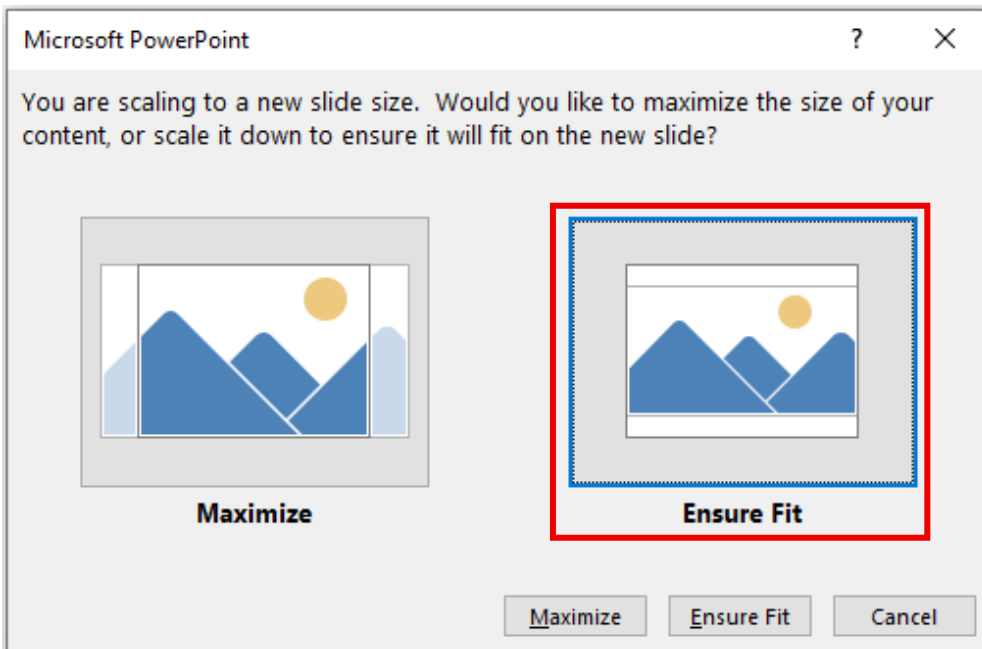 Microsoft PowerPoint
?
You are scaling to a new slide size.  Would you like to maximize the size of your
content, or scale it down to ensure it will fit on the new slide?
Maximize
Ensure Fit
Maximize
Ensure Fit
Cancel